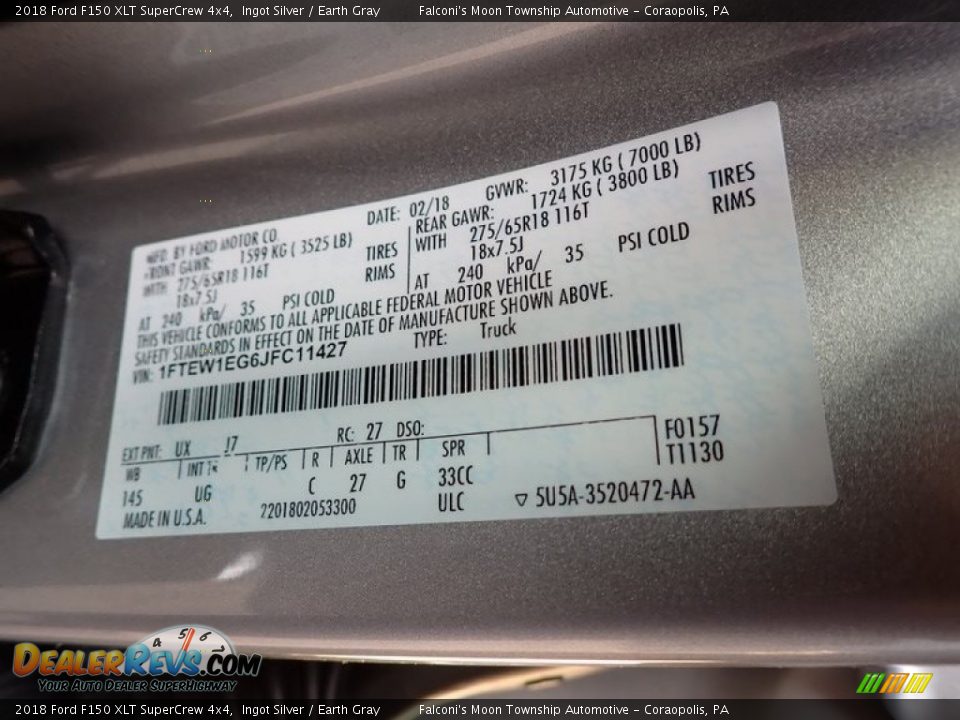 2018 Ford F150 XLT SuperCrew 4x4, Ingot Silver / Earth Gray Falconi's Moon Township Automotive - Coraopolis, PA
MFD. BY FORD MOTOR CO. DATE: 02/18 GVWR: 3175 KG ( 7000 LB)
FRONT GAWR: 1599 KG ( 3525 LB) REAR GAWR: 1724 KG ( 3800 LB)
WITH 275/65R18 116T TIRES WITH 275/65R18 116T TIRES
18x7.5J RIMS 18x7.5J RIMS
AT 240 kPa/ 35 PSI COLD AT 240 kPa/ 35 PSI COLD
THIS VEHICLE CONFORMS TO ALL APPLICABLE FEDERAL MOTOR VEHICLE
SAFETY STANDARDS IN EFFECT ON THE DATE OF MANUFACTURE SHOWN ABOVE.
VIN: 1FTEW1EG6JFC11427 TYPE: Truck
EXT PNT: UX J7 RC: 27 DSO: F0157
WB INT TR TP/PS R AXLE TR SPR T1130
145 UG C 27 G 33CC
MADE IN U.S.A. 2201802053300 ULC ▽ 5U5A-3520472-AA
4 5 6
DEALERREVS.COM
YOUR AUTO DEALER SUPERHIGHWAY
2018 Ford F150 XLT SuperCrew 4x4, Ingot Silver / Earth Gray Falconi's Moon Township Automotive - Coraopolis, PA